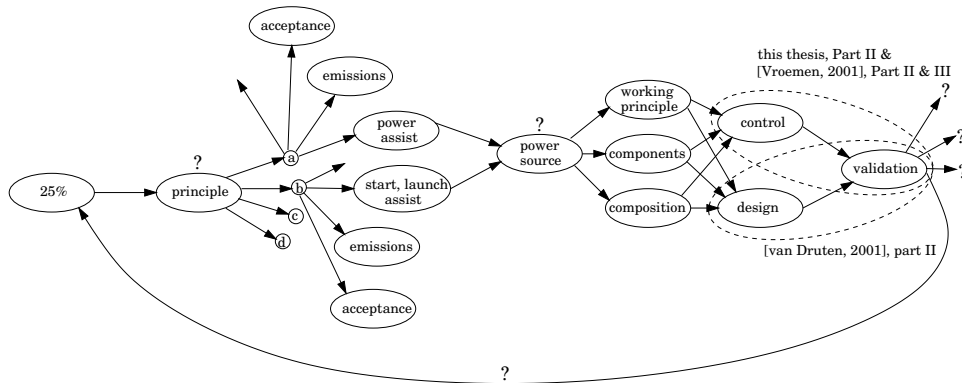 acceptance
emissions
this thesis, Part II &
[Vroemen, 2001], Part II & III
?
working
principle
control
?
power
assist
?
power
source
a
?
components
validation
?
25%
principle
b
start, launch
assist
composition
design
c
d
emissions
[van Druten, 2001], part II
acceptance
?